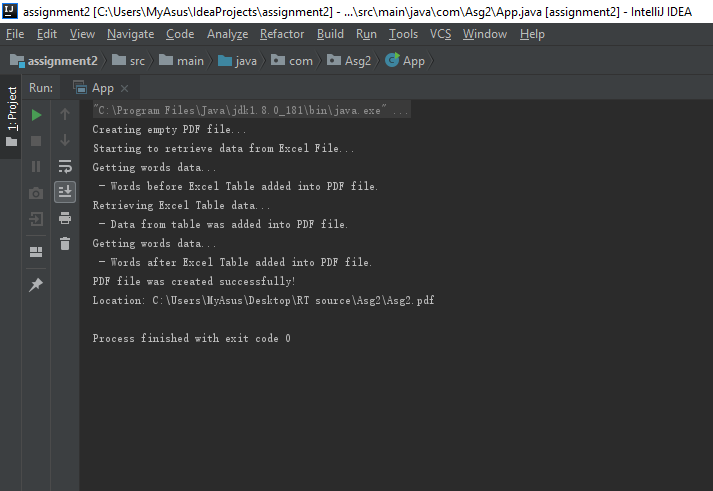 assignment2 [C:\Users\MyAsus\IdeaProjects\assignment2] - ...\src\main\java\com\Asg2\App.java [assignment2] - IntelliJ IDEA
File Edit View Navigate Code Analyze Refactor Build Run Tools VCS Window Help
assignment2 src main java com Asg2 App
1: Project
Run: App
"C:\Program Files\Java\jdk1.8.0_181\bin\java.exe" ...
Creating empty PDF file...
Starting to retrieve data from Excel File...
Getting words data...
- Words before Excel Table added into PDF file.
Retrieving Excel Table data...
- Data from table was added into PDF file.
Getting words data...
- Words after Excel Table added into PDF file.
PDF file was created successfully!
Location: C:\Users\MyAsus\Desktop\RT source\Asg2\Asg2.pdf
Process finished with exit code 0